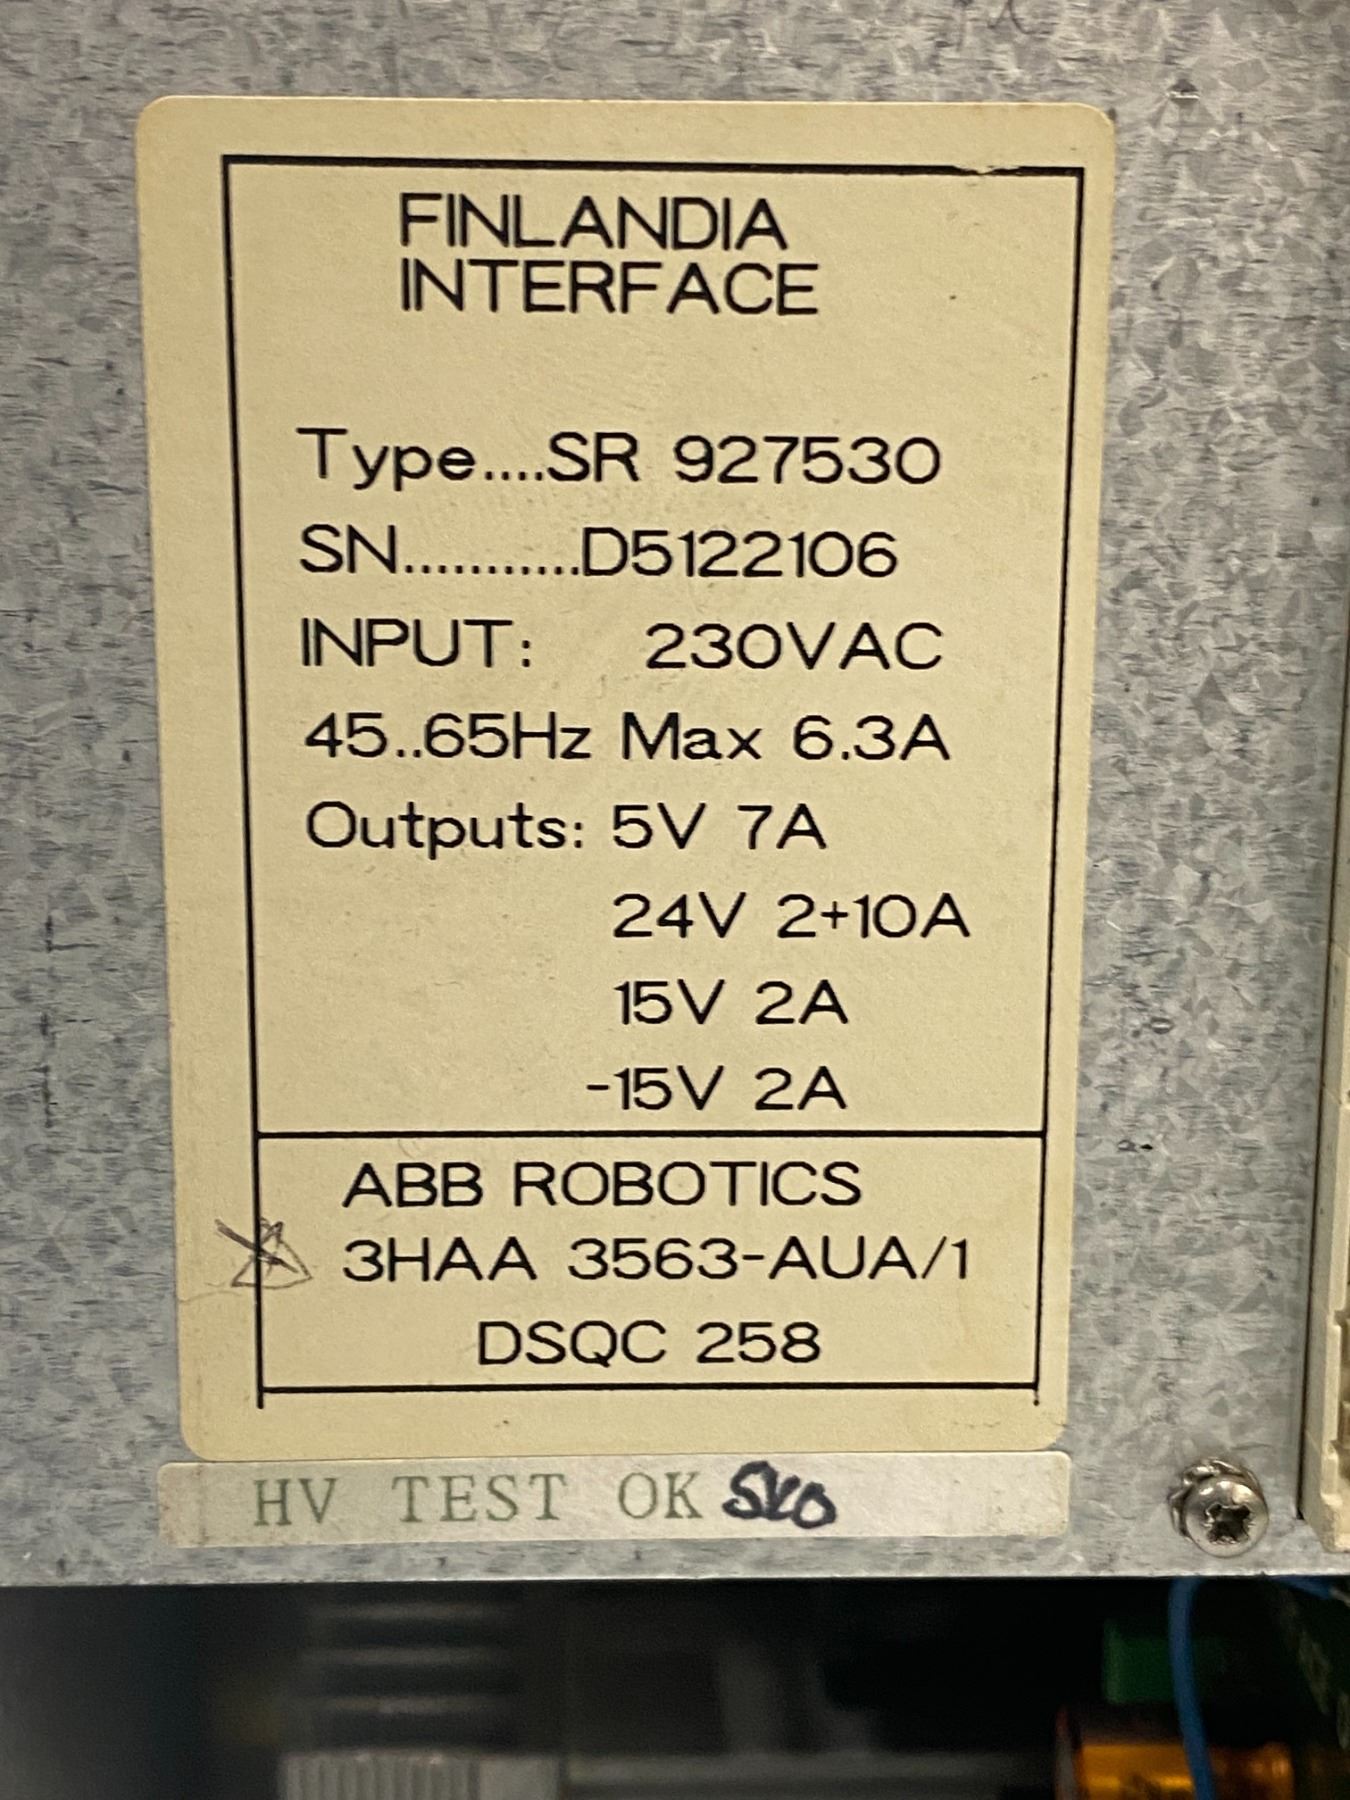 FINLANDIA
INTERFACE
Type....SR 927530
SN...........D5122106
INPUT: 230VAC
45..65Hz Max 6.3A
Outputs: 5V 7A
24V 2+10A
15V 2A
-15V 2A
ABB ROBOTICS
3HAA 3563-AUA/1
DSQC 258
HV TEST OK